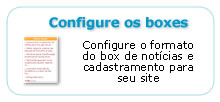 Configure os boxes
Configure o formato
do box de notícias e
cadastramento para
seu site